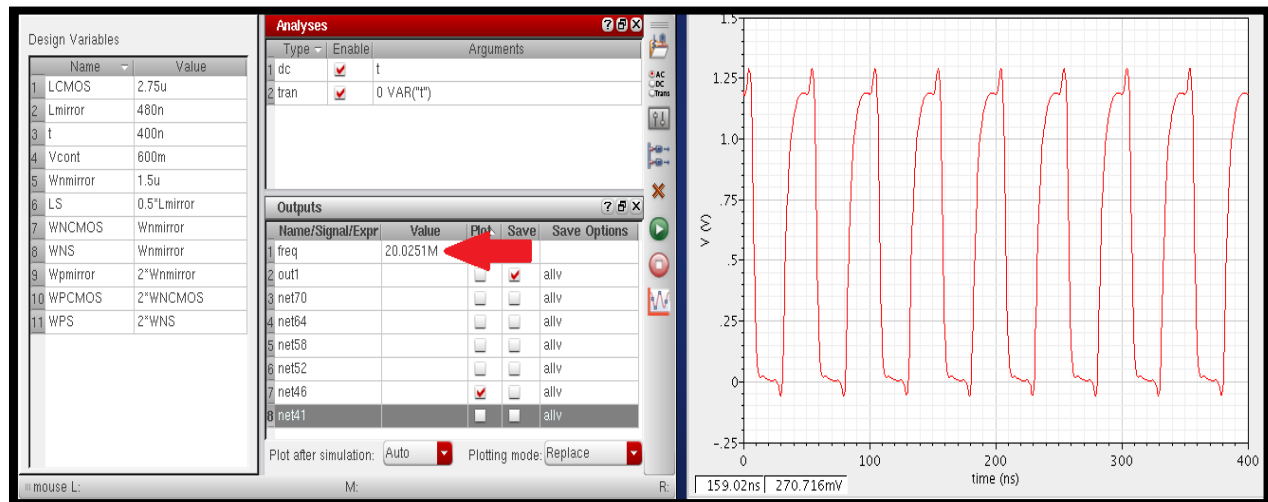 Design Variables
Name Value
1 LCMOS 2.75u
2 Lmirror 480n
3 t 400n
4 Vcont 600m
5 Wnmirror 1.5u
6 LS 0.5*Lmirror
7 WNCMOS Wnmirror
8 WNS Wnmirror
9 Wpmirror 2*Wnmirror
10 WPCMOS 2*WNCMOS
11 WPS 2*WNS
mouse L: M: R:
Analyses
Type Enable Arguments
1 dc t
2 tran 0 VAR("t")
Outputs
Name/Signal/Expr Value Plot Save Save Options
1 freq 20.0251M
2 out1 allv
3 net70 allv
4 net64 allv
5 net58 allv
6 net52 allv
7 net46 allv
8 net41 allv
Plot after simulation: Auto Plotting mode: Replace
AC
DC
Trans
1.5
1.25
1.0
.75
.5
.25
0
-.25
V (V)
0 100 200 300 400
time (ns)
159.02ns 270.716mV